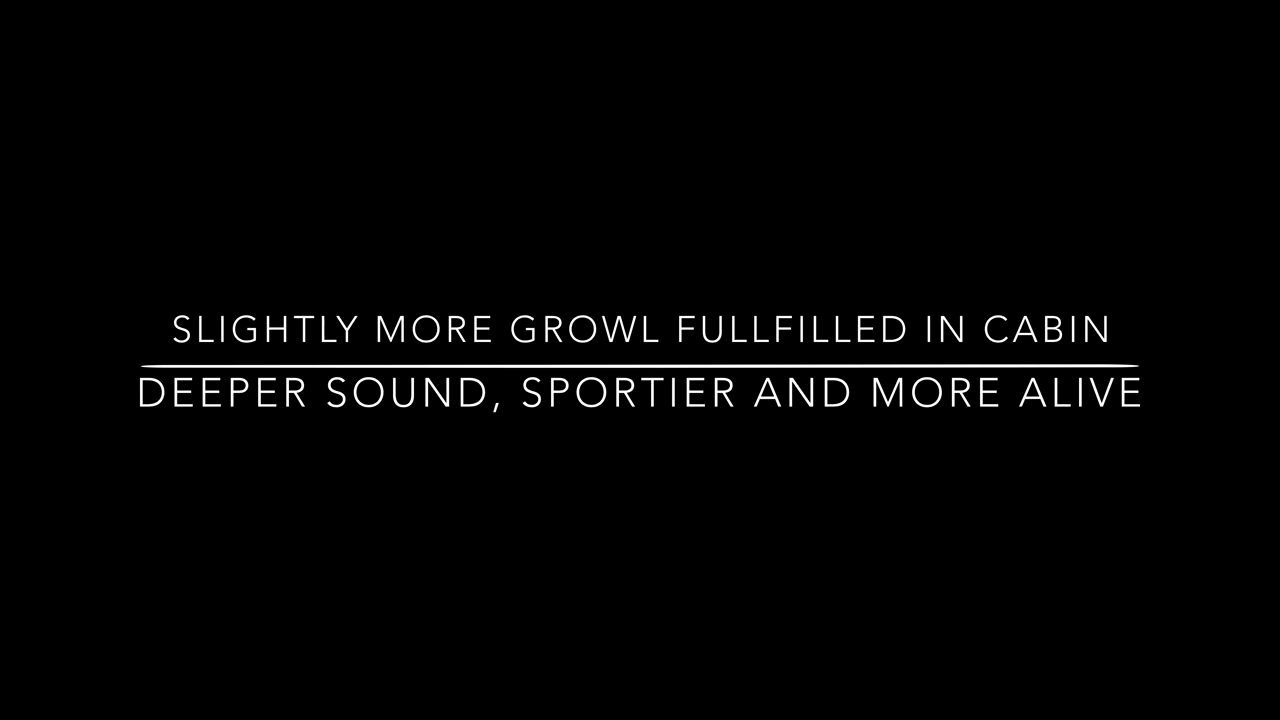 SLIGHTLY MORE GROWL FULLFILLED IN CABIN
DEEPER SOUND, SPORTIER AND MORE ALIVE